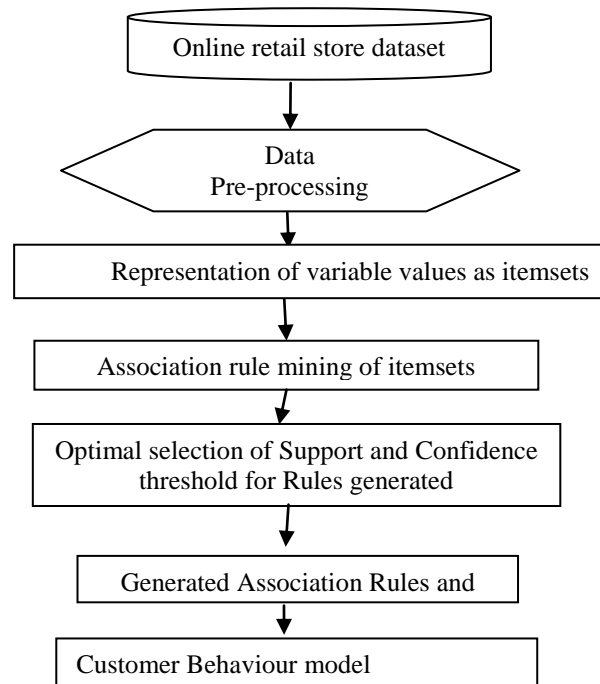 Online retail store dataset
Data
Pre-processing
Representation of variable values as itemsets
Association rule mining of itemsets
Optimal selection of Support and Confidence
threshold for Rules generated
Generated Association Rules and
Customer Behaviour model